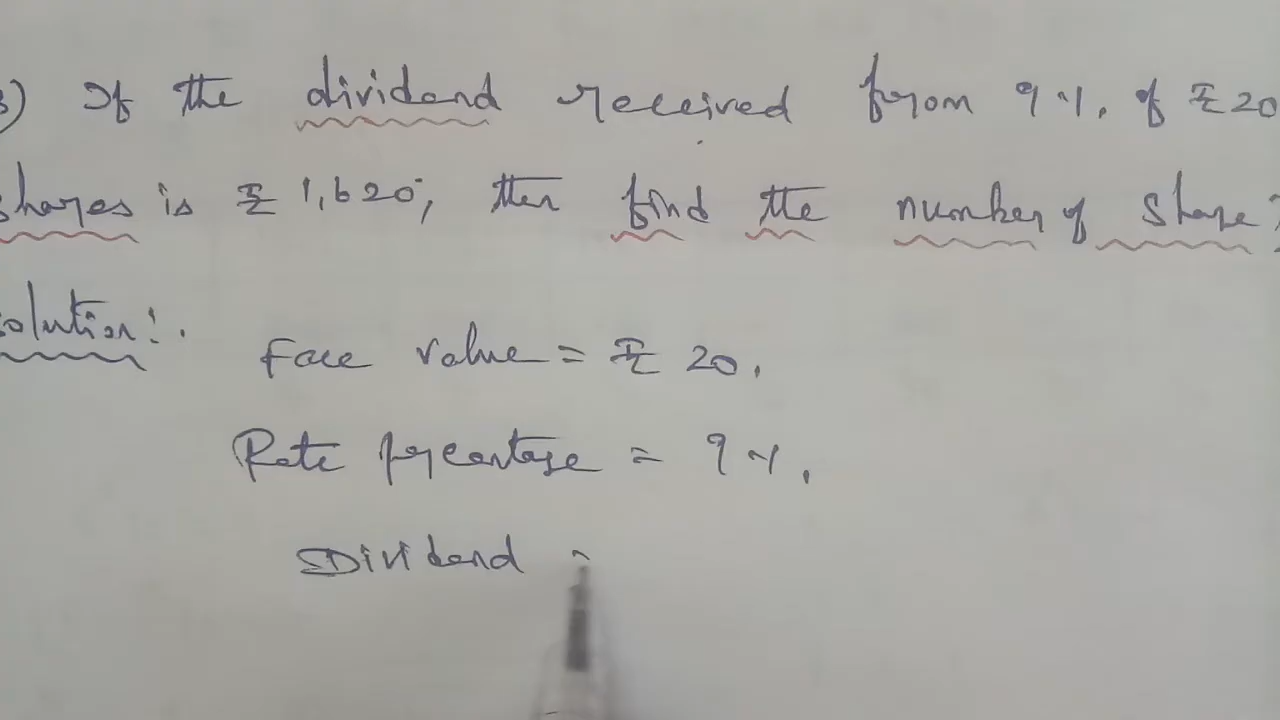 3) If the dividend received from 9%. of ₹ 20
shares is ₹ 1,620, then find the number of share?
solution:.
Face value = ₹ 20.
Rate percentage = 9%.
Dividend